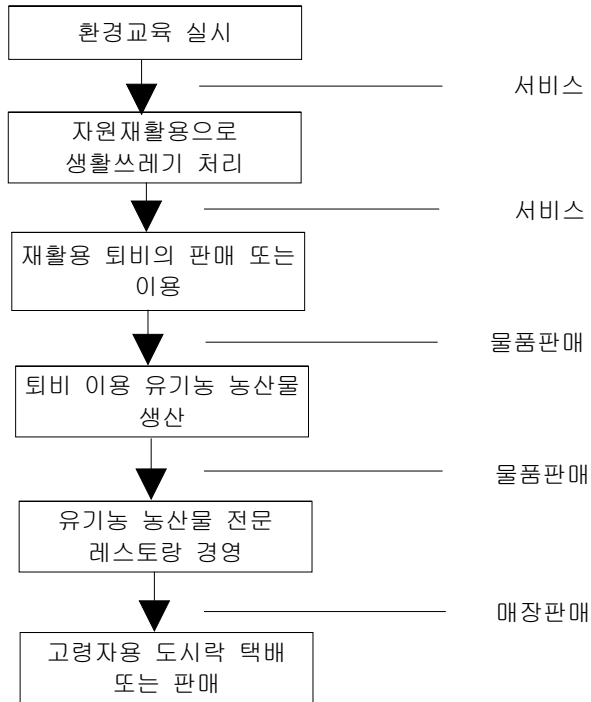 환경교육 실시
서비스
자원재활용으로
생활쓰레기 처리
서비스
재활용 퇴비의 판매 또는
이용
물품판매
퇴비 이용 유기농 농산물
생산
물품판매
유기농 농산물 전문
레스토랑 경영
매장판매
고령자용 도시락 택배
또는 판매